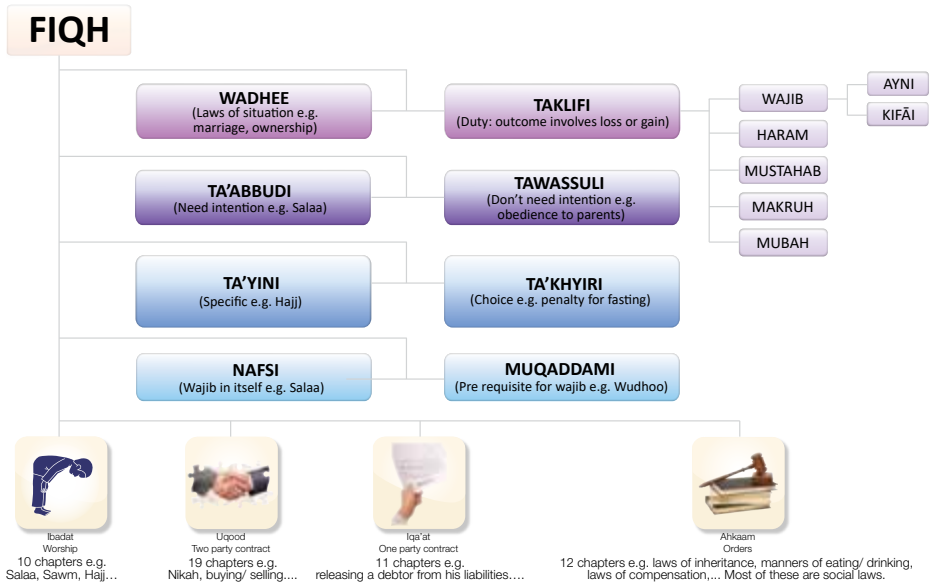 FIQH
WADHEE
(Laws of situation e.g.
marriage, ownership)
TAKLIFI
(Duty: outcome involves loss or gain)
WAJIB
AYNI
KIFĀI
HARAM
MUSTAHAB
MAKRUH
MUBAH
TA'ABBUDI
(Need intention e.g. Salaa)
TAWASSULI
(Don't need intention e.g.
obedience to parents)
TA'YINI
(Specific e.g. Hajj)
TA'KHYIRI
(Choice e.g. penalty for fasting)
NAFSI
(Wajib in itself e.g. Salaa)
MUQADDAMI
(Pre requisite for wajib e.g. Wudhoo)
Ibadat
Worship
10 chapters e.g.
Salaa, Sawm, Hajj...
Uqood
Two party contract
19 chapters e.g.
Nikah, buying/ selling....
Iqa'at
One party contract
11 chapters e.g.
releasing a debtor from his liabilities....
Ahkaam
Orders
12 chapters e.g. laws of inheritance, manners of eating/ drinking,
laws of compensation,... Most of these are social laws.